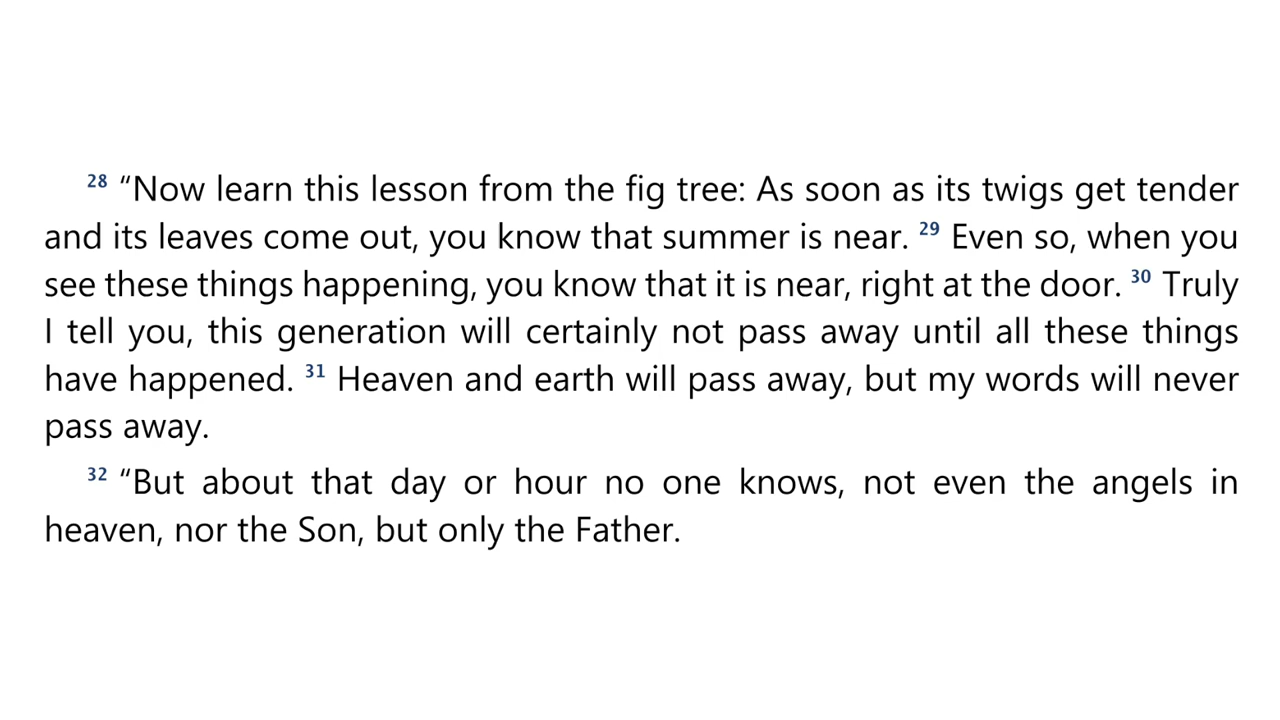 28 “Now learn this lesson from the fig tree: As soon as its twigs get tender
and its leaves come out, you know that summer is near. 29 Even so, when you
see these things happening, you know that it is near, right at the door. 30 Truly
I tell you, this generation will certainly not pass away until all these things
have happened. 31 Heaven and earth will pass away, but my words will never
pass away.
32 “But about that day or hour no one knows, not even the angels in
heaven, nor the Son, but only the Father.